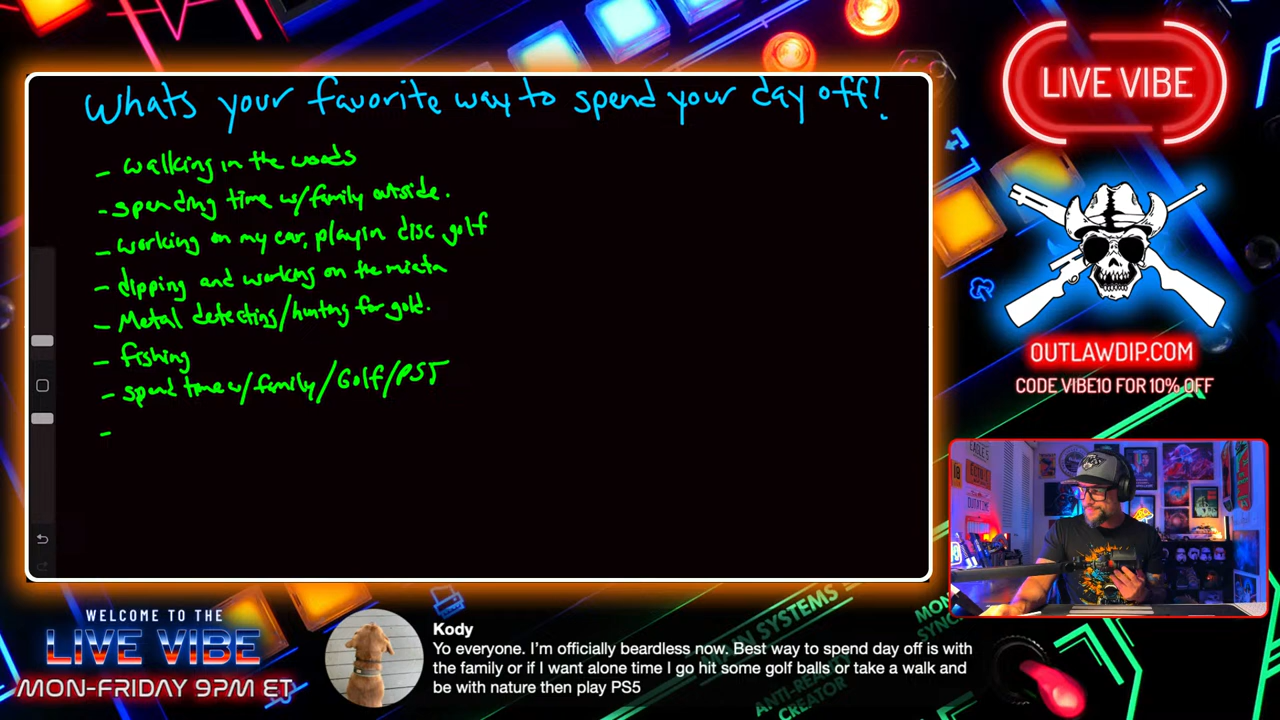 Whats your favorite way to spend your day off?
- walking in the woods
- spending time w/family outside.
- working on my car, playin disc golf
- dipping and working on the miata
- Metal detecting/hunting for gold.
- fishing
- spend time w/family/Golf/PS5
-
LIVE VIBE
OUTLAWDIP.COM
CODE VIBE10 FOR 10% OFF
WELCOME TO THE
LIVE VIBE
MON-FRIDAY 9PM ET
Kody
Yo everyone. I'm officially beardless now. Best way to spend day off is with
the family or if I want alone time I go hit some golf balls or take a walk and
be with nature then play PS5
SYSTEMS
CREATOR